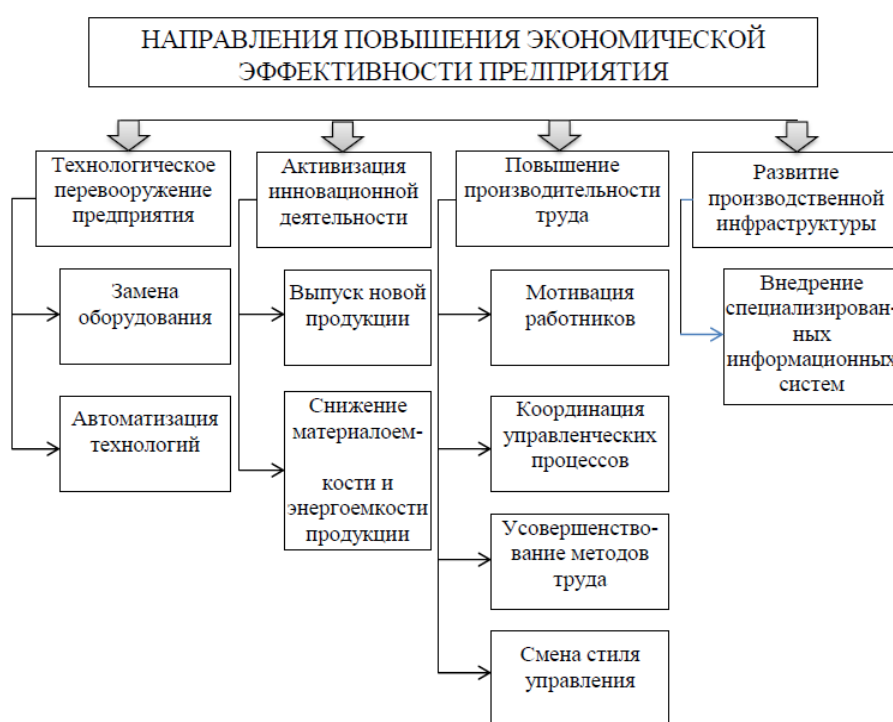 НАПРАВЛЕНИЯ ПОВЫШЕНИЯ ЭКОНОМИЧЕСКОЙ
ЭФФЕКТИВНОСТИ ПРЕДПРИЯТИЯ
Технологическое
перевооружение
предприятия
Замена
оборудования
Автоматизация
технологий
Активизация
инновационной
деятельности
Выпуск новой
продукции
Снижение
материалоем-
кости и
энергоемкости
продукции
Повышение
производительности
труда
Мотивация
работников
Координация
управленческих
процессов
Усовершенство-
вание методов
труда
Смена стиля
управления
Развитие
производственной
инфраструктуры
Внедрение
специализирован-
ных
информационных
систем